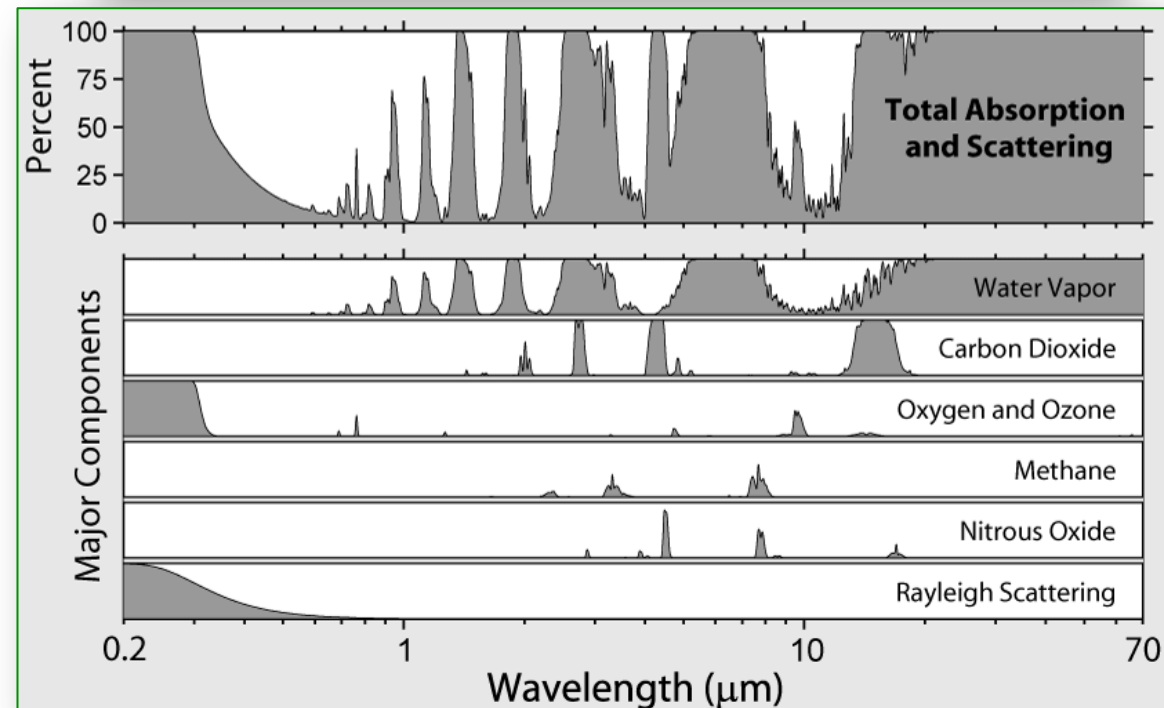 100
75
50
25
0
Percent
Total Absorption
and Scattering
Major Components
Water Vapor
Carbon Dioxide
Oxygen and Ozone
Methane
Nitrous Oxide
Rayleigh Scattering
0.2
1
10
70
Wavelength (μm)